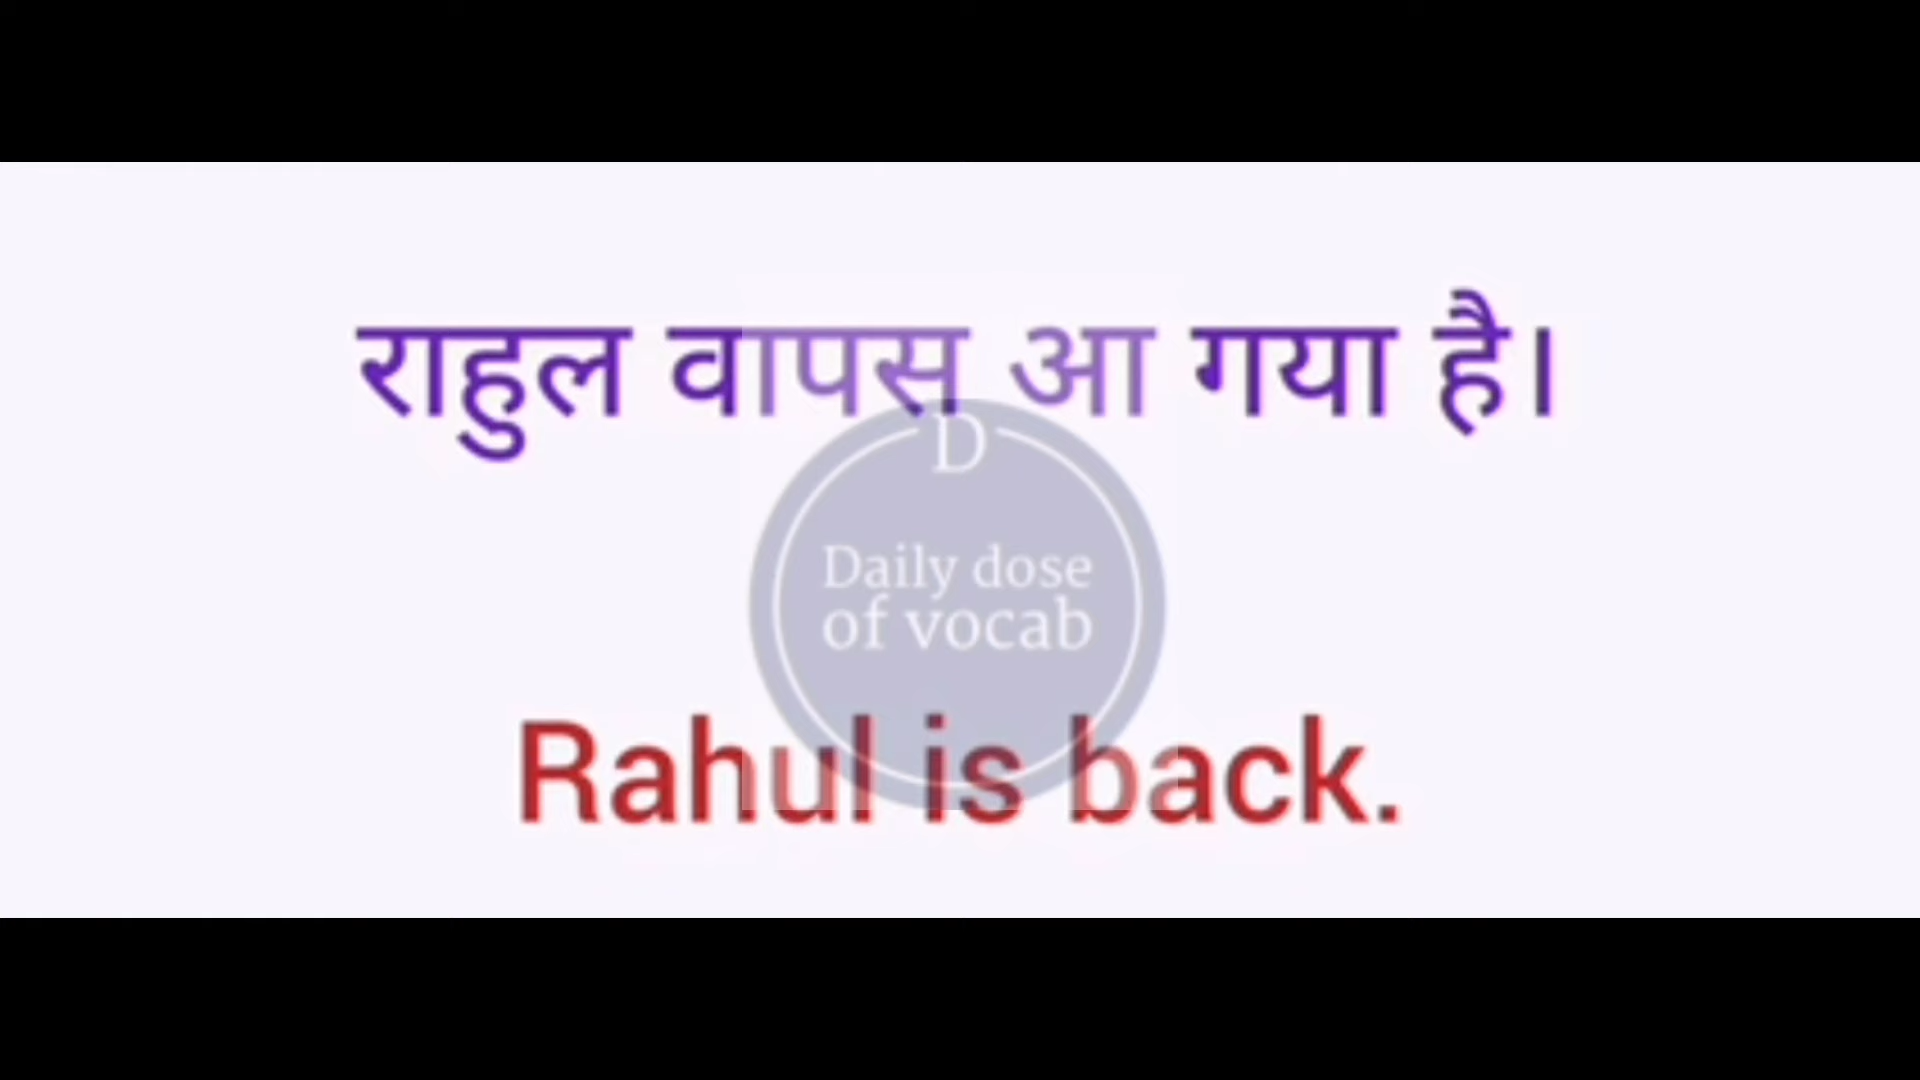 राहुल वापस आ गया है।
D
Daily dose
of vocab
Rahul is back.